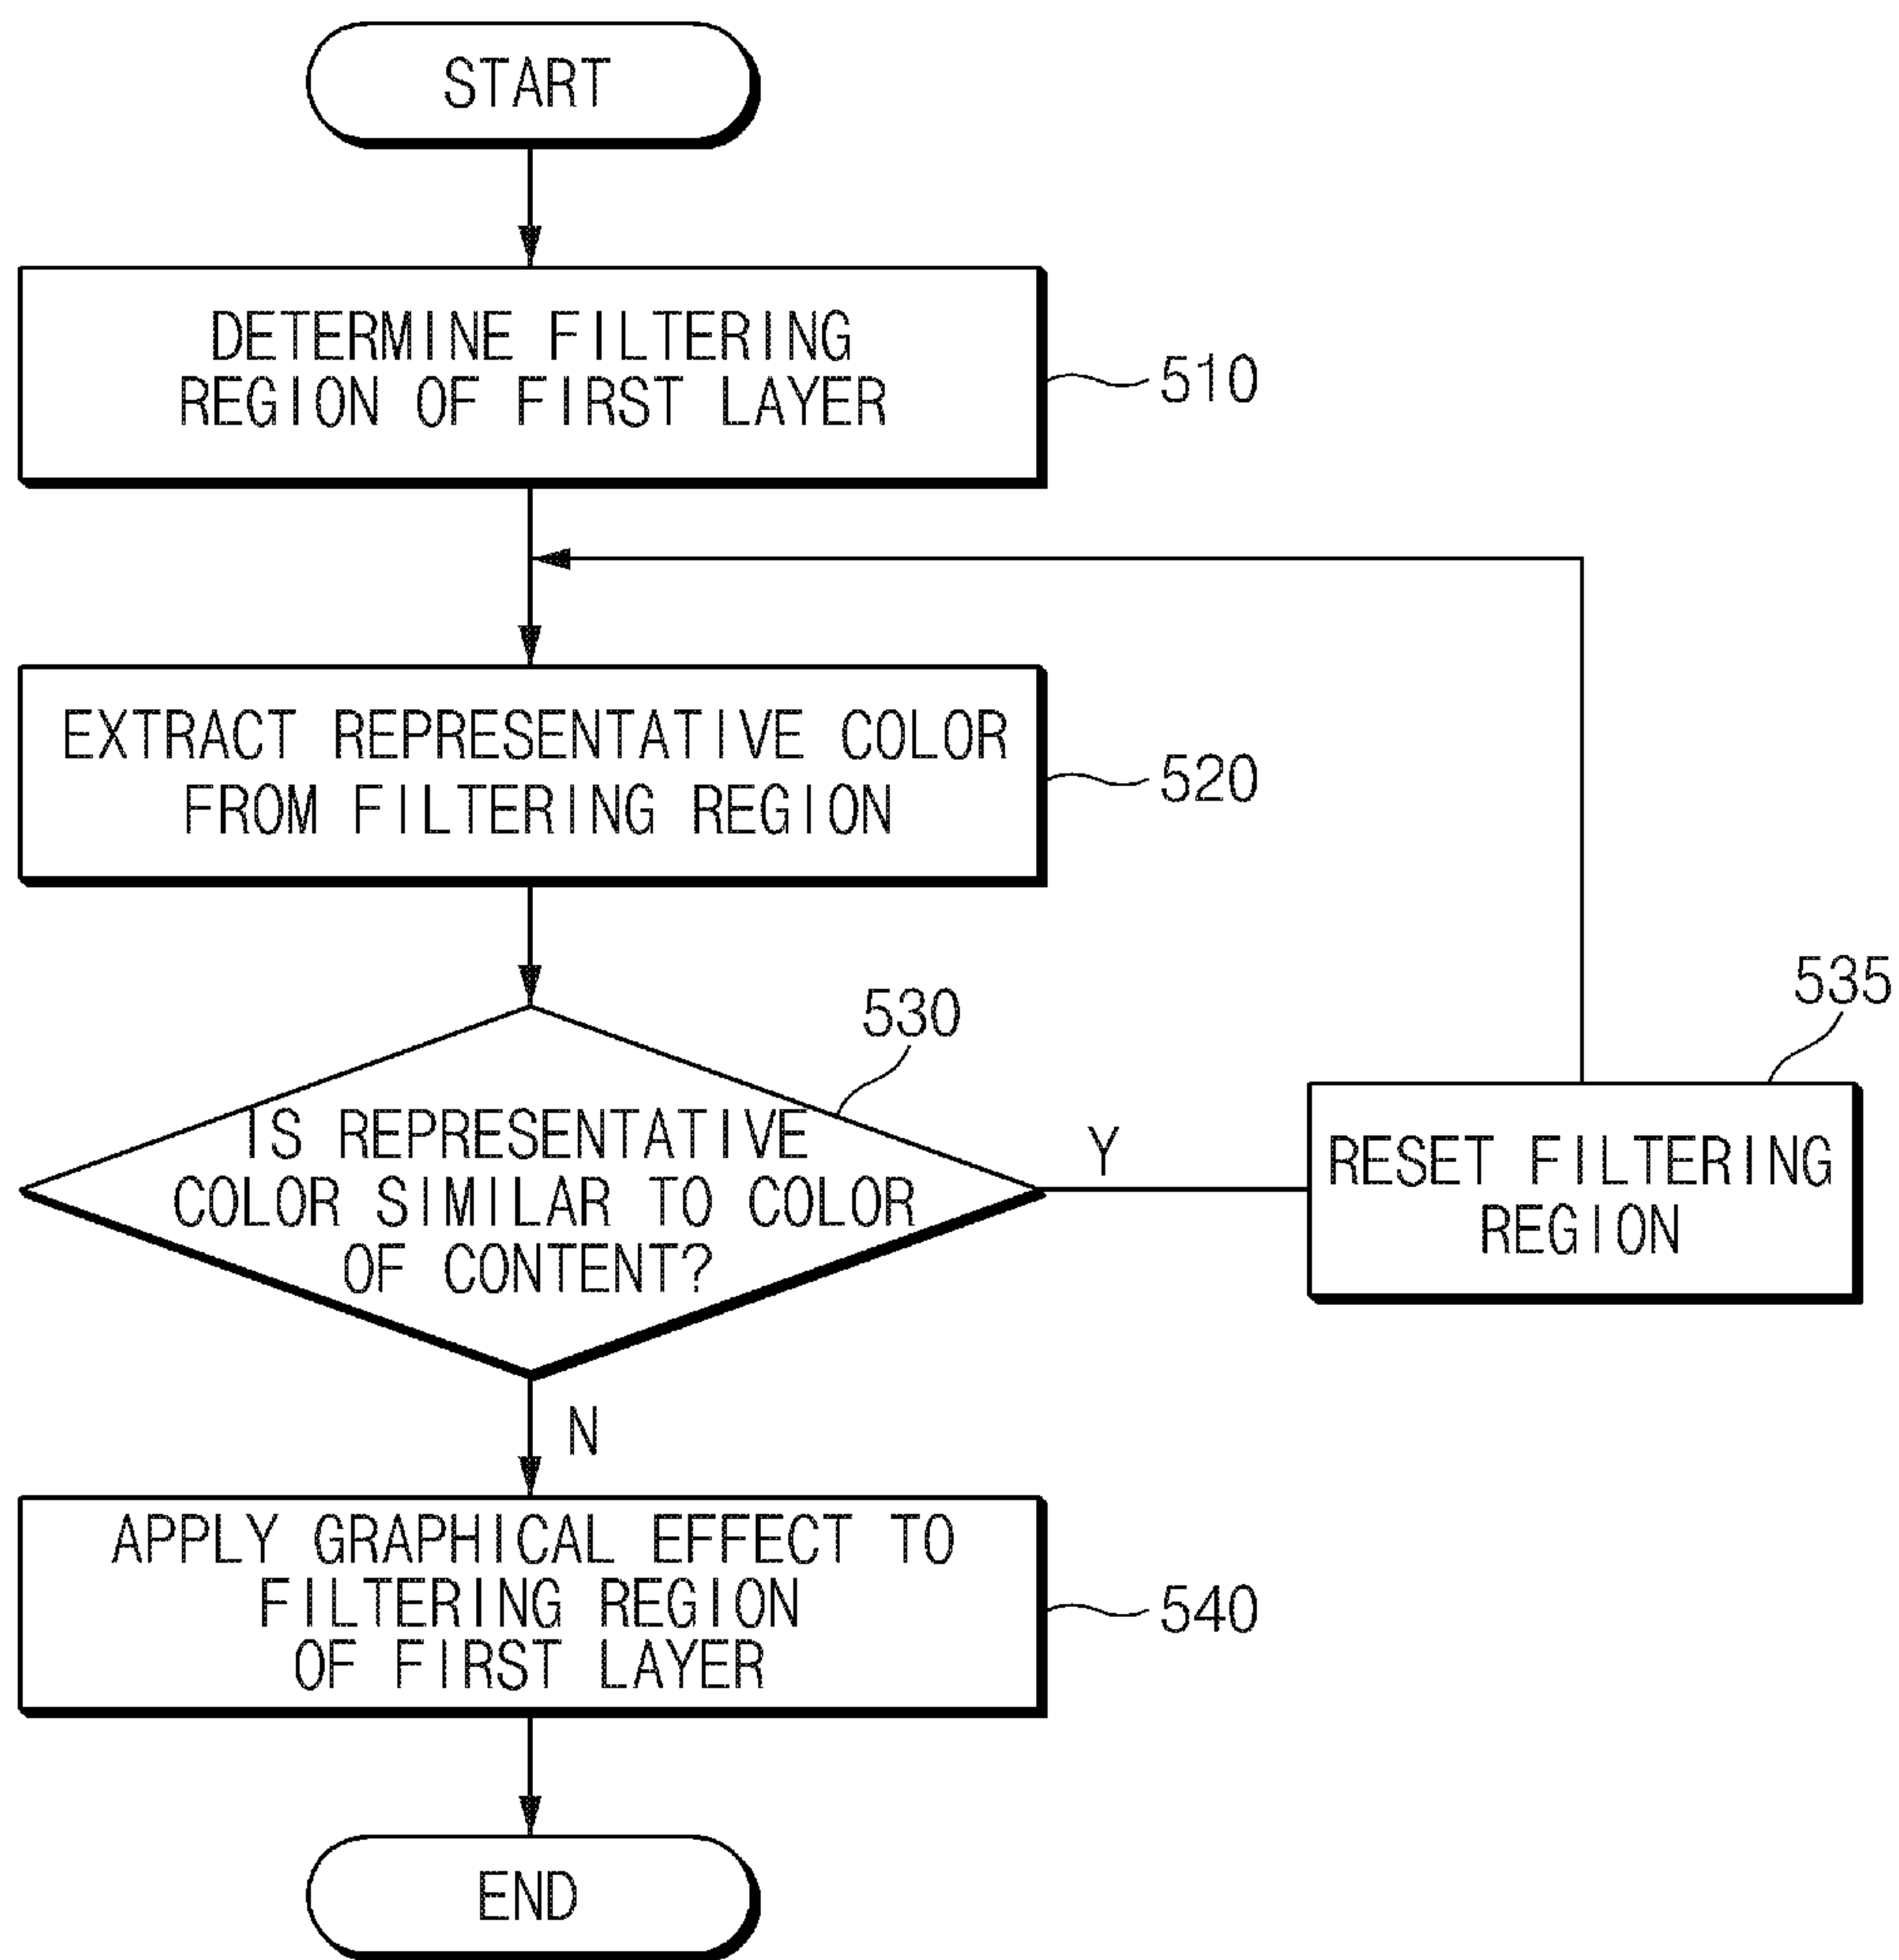 START
DETERMINE FILTERING
REGION OF FIRST LAYER
510
EXTRACT REPRESENTATIVE COLOR
FROM FILTERING REGION
520
530
IS REPRESENTATIVE
COLOR SIMILAR TO COLOR
OF CONTENT?
Y
535
RESET FILTERING
REGION
N
APPLY GRAPHICAL EFFECT TO
FILTERING REGION
OF FIRST LAYER
540
END